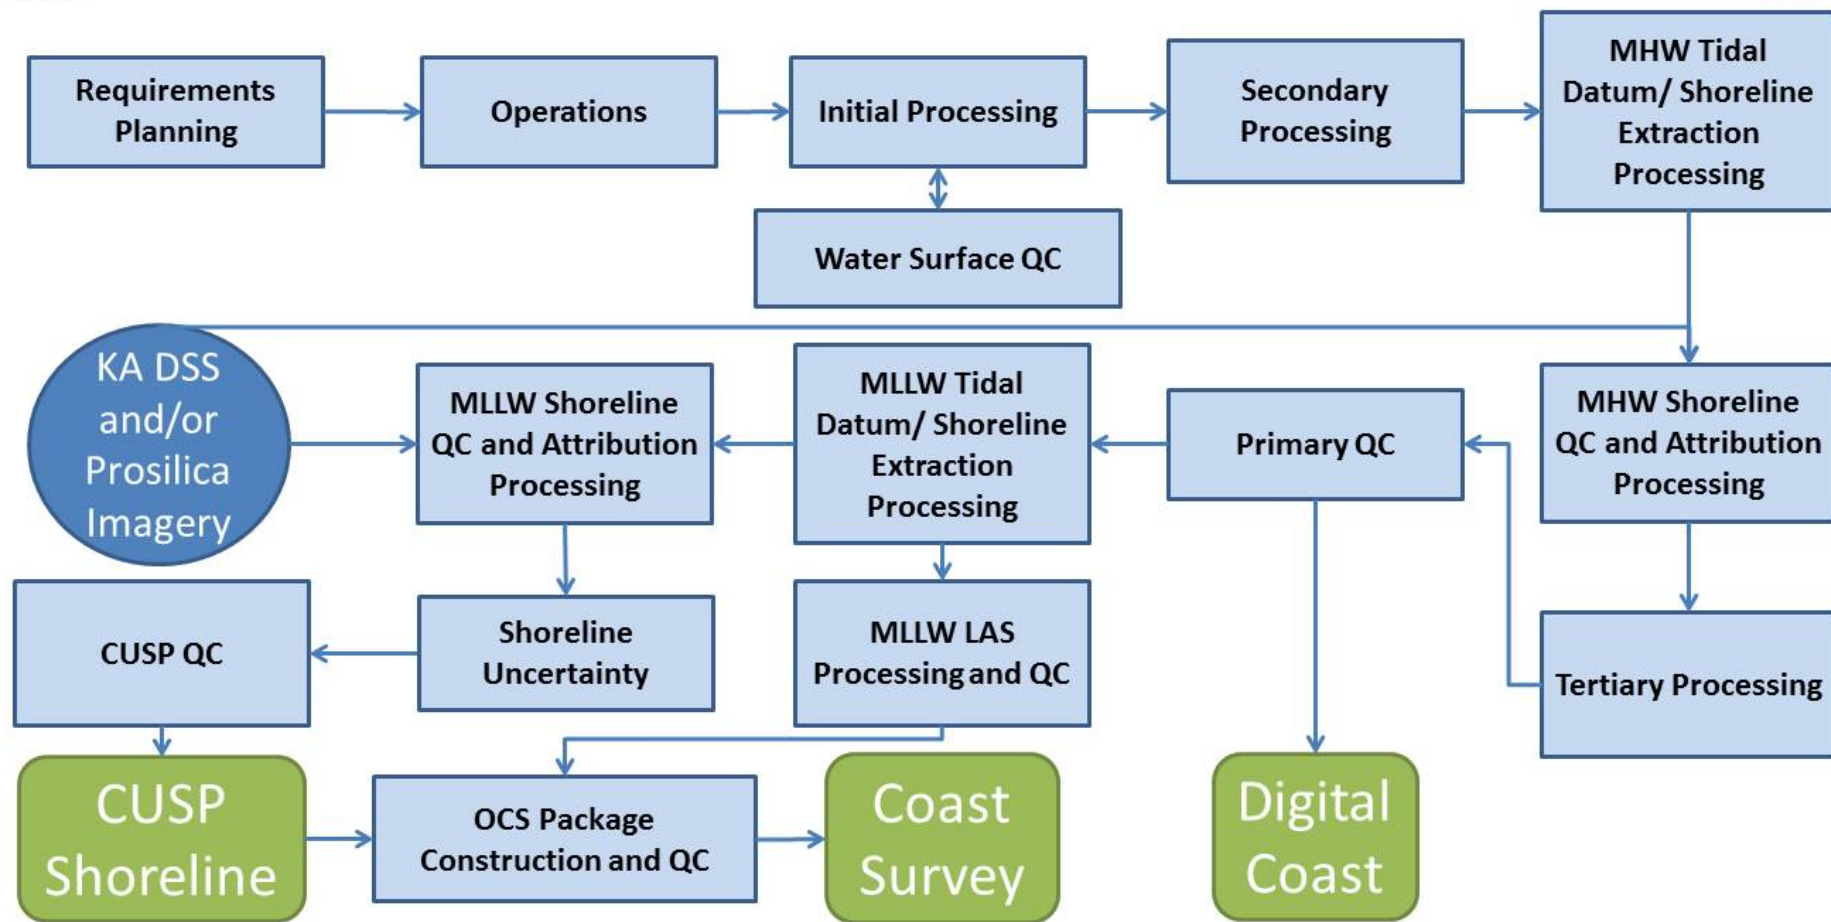 Requirements
Planning
Operations
Initial Processing
Secondary
Processing
MHW Tidal
Datum/ Shoreline
Extraction
Processing
Water Surface QC
KA DSS
and/or
Prosilica
Imagery
MLLW Shoreline
QC and Attribution
Processing
MLLW Tidal
Datum/ Shoreline
Extraction
Processing
Primary QC
MHW Shoreline
QC and Attribution
Processing
CUSP QC
Shoreline
Uncertainty
MLLW LAS
Processing and QC
Tertiary Processing
CUSP
Shoreline
OCS Package
Construction and QC
Coast
Survey
Digital
Coast